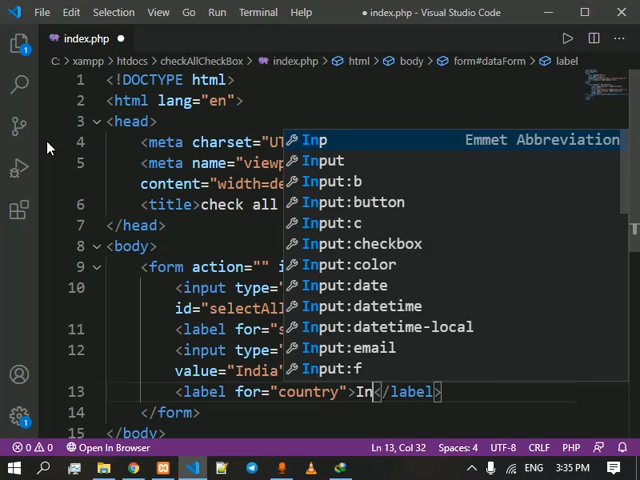 File Edit Selection View Go Run Terminal Help ● index.php - Visual Studio Code
index.php ●
C: > xampp > htdocs > checkAllCheckBox > index.php > html > body > form#dataForm > label
1 <!DOCTYPE html>
2 <html lang="en">
3 <head>
4 <meta charset="UT
5 <meta name="viewp
content="width=de
6 <title>check all
7 </head>
8 <body>
9 <form action="" i
10 <input type="
id="selectAll
11 <label for="s
12 <input type="
value="India
13 <label for="country">In</label>
14 </form>
15 </body>
Inp Emmet Abbreviation
Input
Input:b
Input:button
Input:c
Input:checkbox
Input:color
Input:date
Input:datetime
Input:datetime-local
Input:email
Input:f
1
1
0 0 Open In Browser Ln 13, Col 32 Spaces: 4 UTF-8 CRLF PHP
ENG 3:35 PM